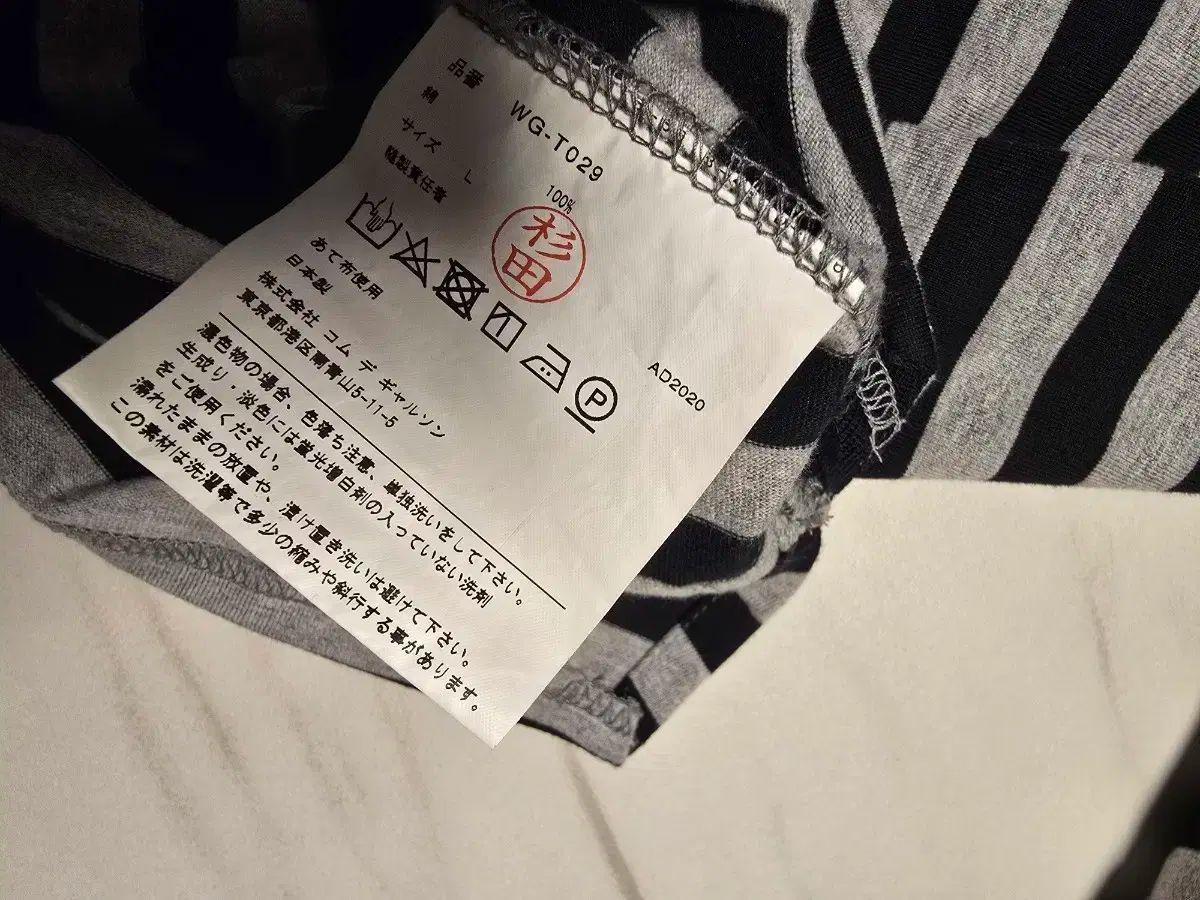 品番 WG-T029
綿 100%
サイズ L
縫製責任者
杉田
P
あて布使用
日本製
株式会社 コム デ ギャルソン
東京都港区南青山5-11-5
AD2020
濃色物の場合、色落ち注意、単独洗いをして下さい。
生成り・淡色には蛍光増白剤の入っていない洗剤
をご使用ください。
濡れたままの放置や、漬け置き洗いは避けて下さい。
この素材は洗濯等で多少の縮みや斜行する事があります。